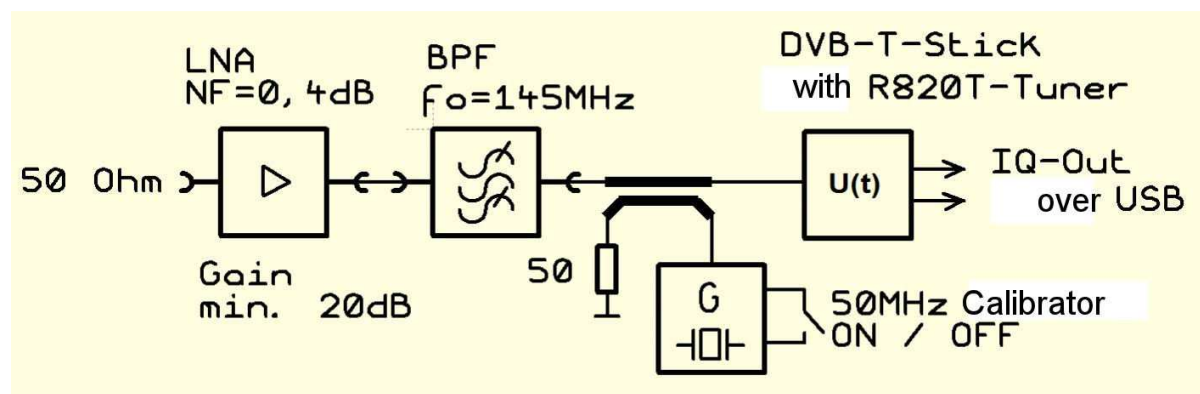 LNA
NF=0,4dB
BPF
fo=145MHz
DVB-T-Stick
with R820T-Tuner
50 Ohm
U(t)
IQ-Out
over USB
Gain
min. 20dB
50
G
50MHz Calibrator
ON / OFF